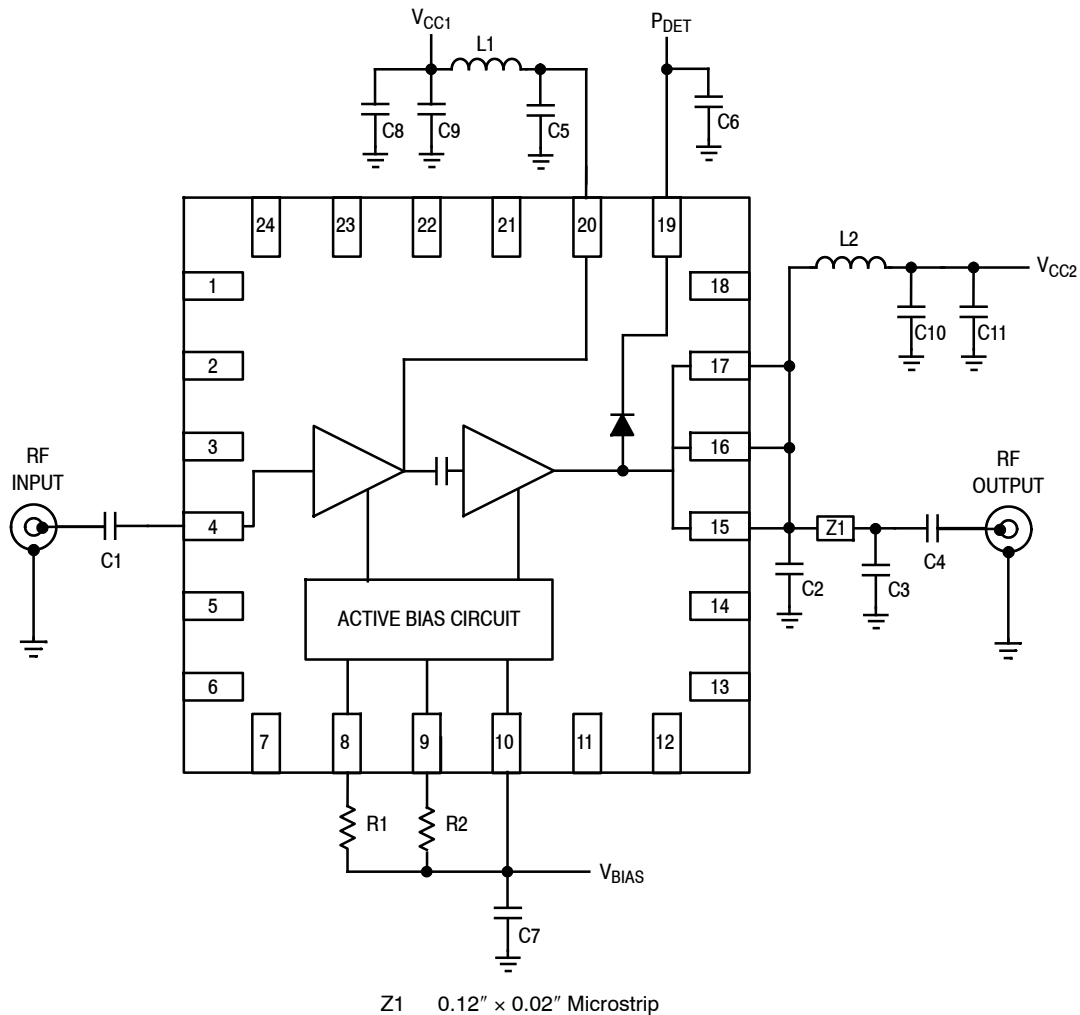 VCC1
PDET
L1
C8
C9
C5
C6
24
23
22
21
20
19
L2
1
18
VCC2
C10
C11
2
17
3
16
RF
INPUT
RF
OUTPUT
4
15
Z1
C4
C1
C2
C3
5
14
ACTIVE BIAS CIRCUIT
6
13
7
8
9
10
11
12
R1
R2
VBIAS
C7
Z1 0.12″ × 0.02″ Microstrip